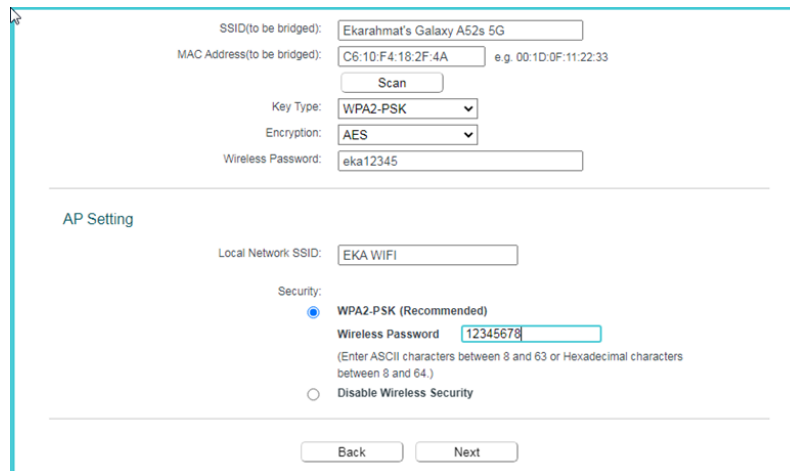 SSID(to be bridged): Ekarahmat's Galaxy A52s 5G
MAC Address(to be bridged): C6:10:F4:18:2F:4A e.g. 00:1D:0F:11:22:33
Scan
Key Type: WPA2-PSK
Encryption: AES
Wireless Password: eka12345
AP Setting
Local Network SSID: EKA WIFI
Security:
WPA2-PSK (Recommended)
Wireless Password 12345678
(Enter ASCII characters between 8 and 63 or Hexadecimal characters
between 8 and 64.)
Disable Wireless Security
Back Next